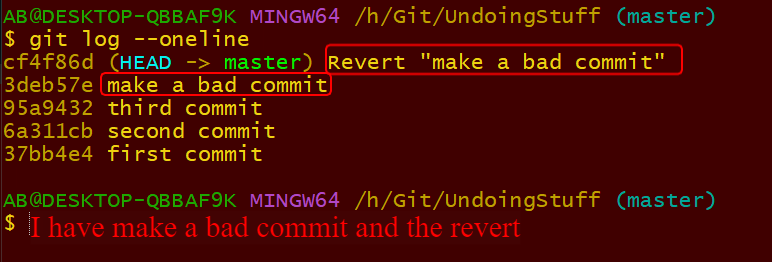 AB@DESKTOP-QBBAF9K MINGW64 /h/Git/UndoingStuff (master)
$ git log --oneline
cf4f86d (HEAD -> master) Revert "make a bad commit"
3deb57e make a bad commit
95a9432 third commit
6a311cb second commit
37bb4e4 first commit
AB@DESKTOP-QBBAF9K MINGW64 /h/Git/UndoingStuff (master)
$ I have make a bad commit and the revert